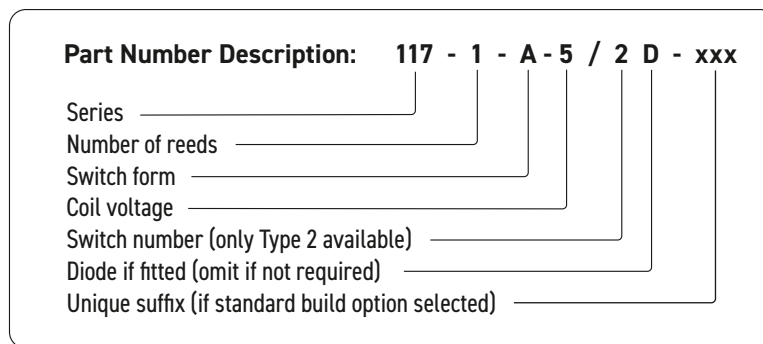 Part Number Description: 117 - 1 - A - 5 / 2 D - xxx
Series
Number of reeds
Switch form
Coil voltage
Switch number (only Type 2 available)
Diode if fitted (omit if not required)
Unique suffix (if standard build option selected)